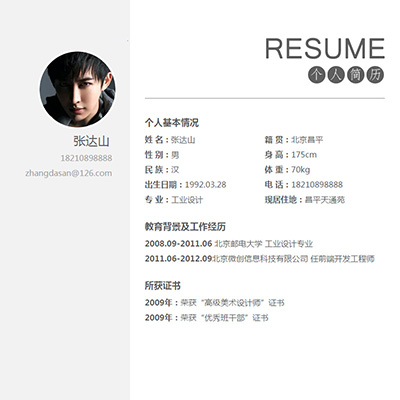 RESUME
个人简历
张达山
18210898888
zhangdasan@126.com
个人基本情况
姓 名：张达山 籍 贯：北京昌平
性 别：男 身 高：175cm
民 族：汉 体 重：70kg
出生日期：1992.03.28 电 话：18210898888
专 业：工业设计 现居住地：昌平天通苑
教育背景及工作经历
2008.09-2011.06 北京邮电大学 工业设计专业
2011.06-2012.09北京微创信息科技有限公司 任前端开发工程师
所获证书
2009年：荣获“高级美术设计师”证书
2009年：荣获“优秀班干部”证书